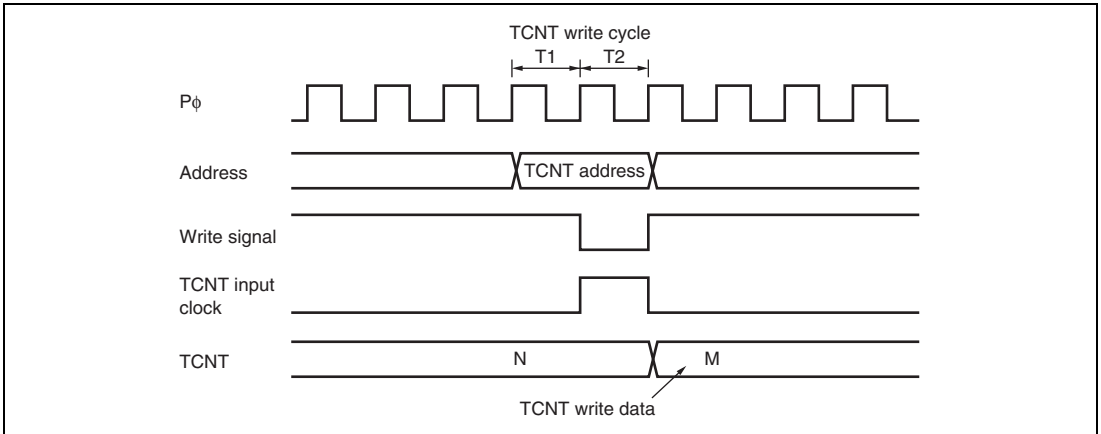 TCNT write cycle
T1 T2
Pϕ
Address
TCNT address
Write signal
TCNT input
clock
TCNT
N
M
TCNT write data